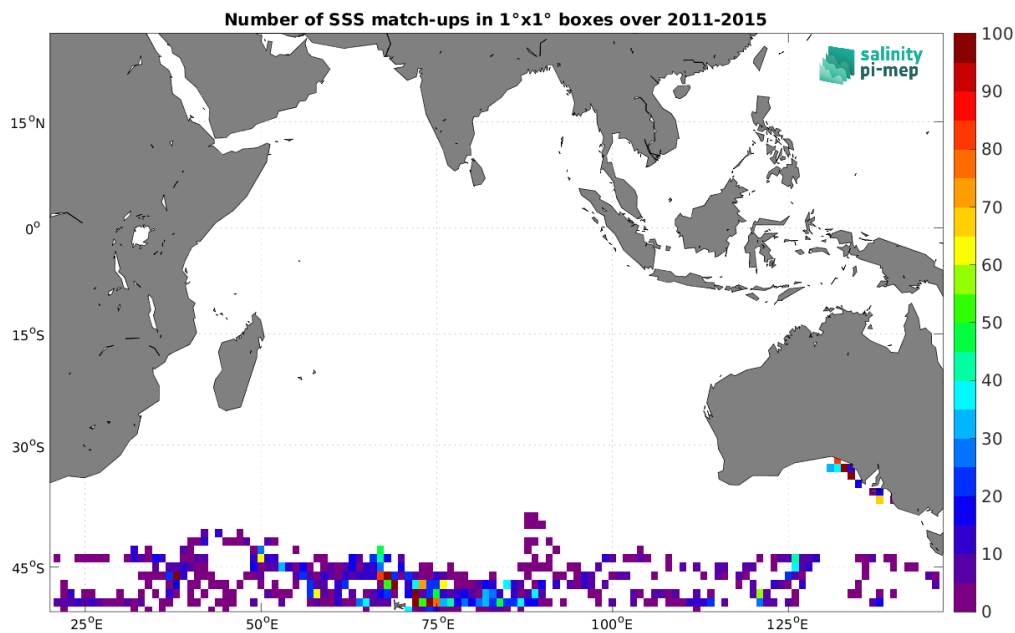 Number of SSS match-ups in 1°x1° boxes over 2011-2015
salinity
pi-mep
15°N
0°
15°S
30°S
45°S
25°E
50°E
75°E
100°E
125°E
100
90
80
70
60
50
40
30
20
10
0